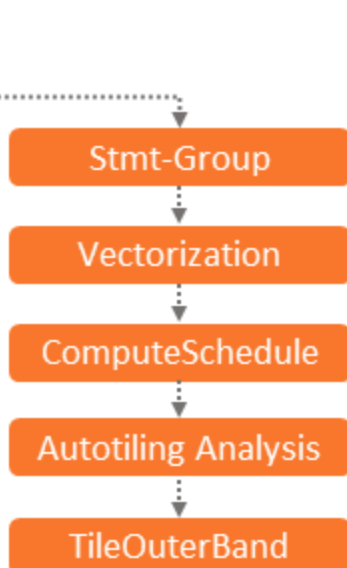 Stmt-Group
Vectorization
ComputeSchedule
Autotiling Analysis
TileOuterBand